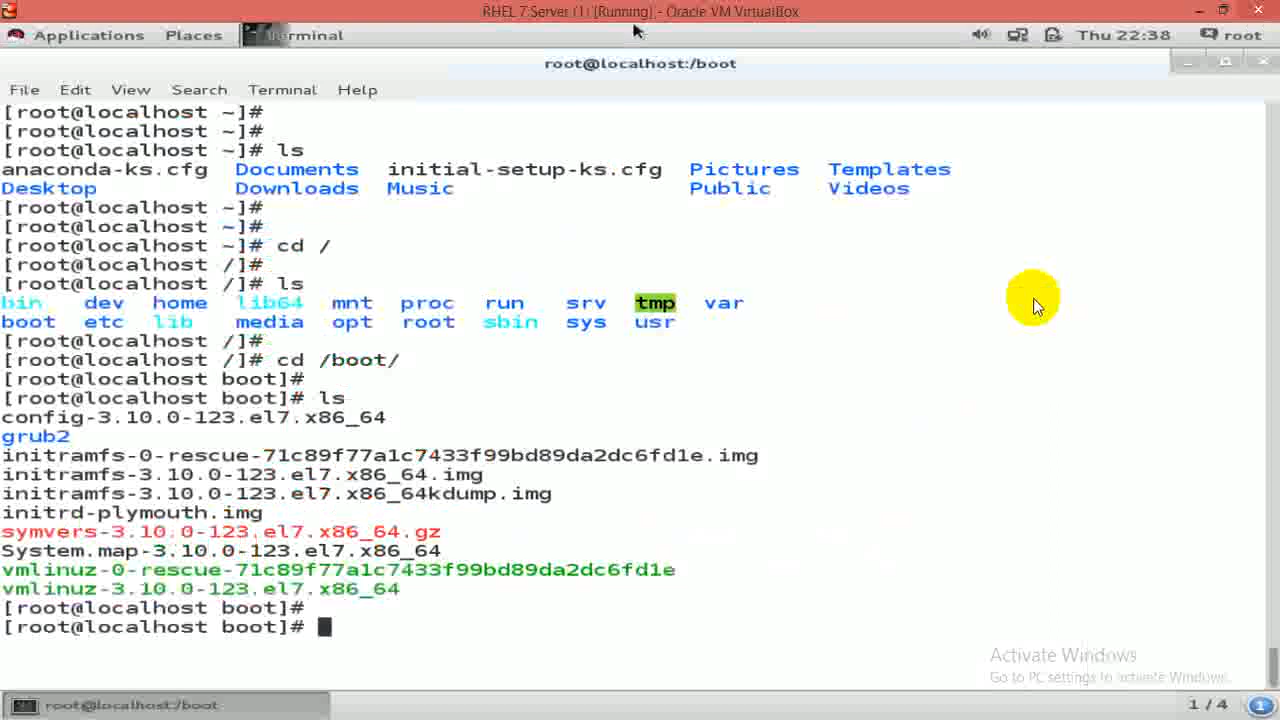 RHEL 7 Server (1) [Running] - Oracle VM VirtualBox
Applications Places Terminal Thu 22:38 root
root@localhost:/boot
File Edit View Search Terminal Help
[root@localhost ~]#
[root@localhost ~]#
[root@localhost ~]# ls
anaconda-ks.cfg Documents initial-setup-ks.cfg Pictures Templates
Desktop Downloads Music Public Videos
[root@localhost ~]#
[root@localhost ~]#
[root@localhost ~]# cd /
[root@localhost /]#
[root@localhost /]# ls
bin dev home lib64 mnt proc run srv tmp var
boot etc lib media opt root sbin sys usr
[root@localhost /]#
[root@localhost /]# cd /boot/
[root@localhost boot]#
[root@localhost boot]# ls
config-3.10.0-123.el7.x86_64
grub2
initramfs-0-rescue-71c89f77a1c7433f99bd89da2dc6fd1e.img
initramfs-3.10.0-123.el7.x86_64.img
initramfs-3.10.0-123.el7.x86_64kdump.img
initrd-plymouth.img
symvers-3.10.0-123.el7.x86_64.gz
System.map-3.10.0-123.el7.x86_64
vmlinuz-0-rescue-71c89f77a1c7433f99bd89da2dc6fd1e
vmlinuz-3.10.0-123.el7.x86_64
[root@localhost boot]#
[root@localhost boot]#
Activate Windows
Go to PC settings to activate Windows.
root@localhost:/boot 1 / 4 1